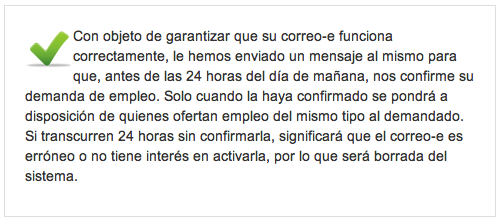 Con objeto de garantizar que su correo-e funciona
correctamente, le hemos enviado un mensaje al mismo para
que, antes de las 24 horas del día de mañana, nos confirme su
demanda de empleo. Solo cuando la haya confirmado se pondrá a
disposición de quienes ofertan empleo del mismo tipo al demandado.
Si transcurren 24 horas sin confirmarla, significará que el correo-e es
erróneo o no tiene interés en activarla, por lo que será borrada del
sistema.